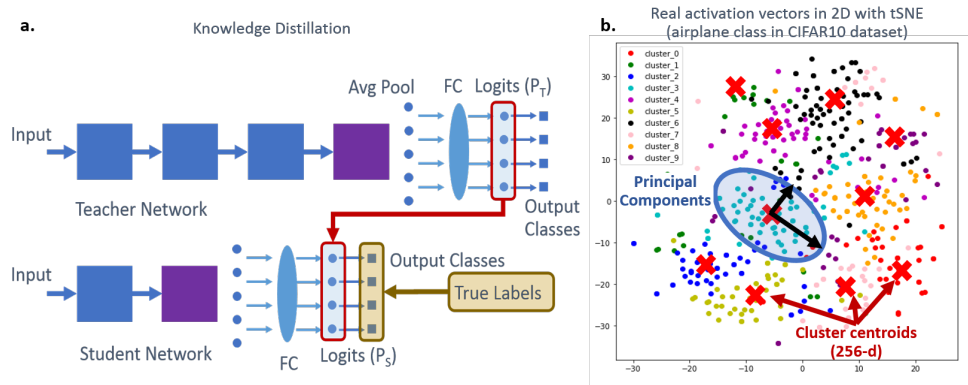 a.
Knowledge Distillation
Avg Pool
FC
Logits (P_T)
Input
Teacher Network
Output
Classes
Input
Output Classes
True Labels
Student Network
FC
Logits (P_S)
b.
Real activation vectors in 2D with tSNE
(airplane class in CIFAR10 dataset)
cluster_0
cluster_1
cluster_2
cluster_3
cluster_4
cluster_5
cluster_6
cluster_7
cluster_8
cluster_9
Principal
Components
Cluster centroids
(256-d)
30
20
10
0
−10
−20
−30
−30
−20
−10
0
10
20